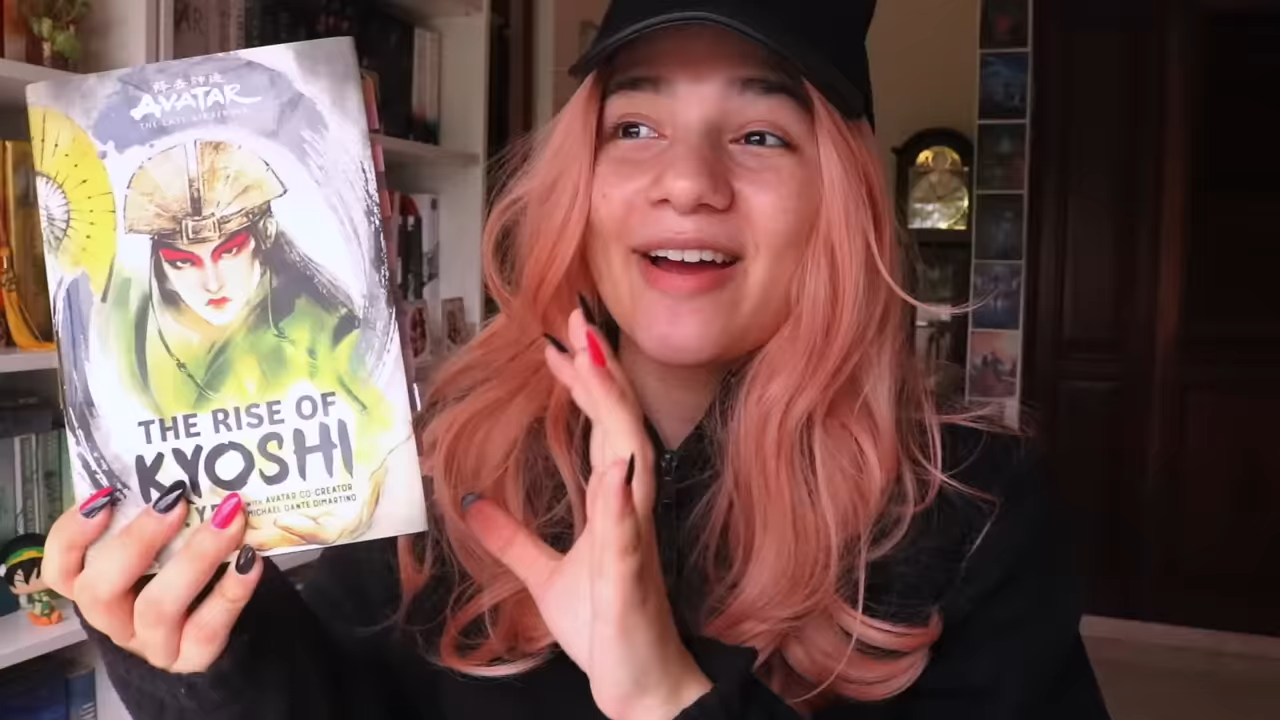 AVATAR
THE LAST AIRBENDER
THE RISE OF
KYOSHI
WITH AVATAR CO-CREATOR
MICHAEL DANTE DIMARTINO